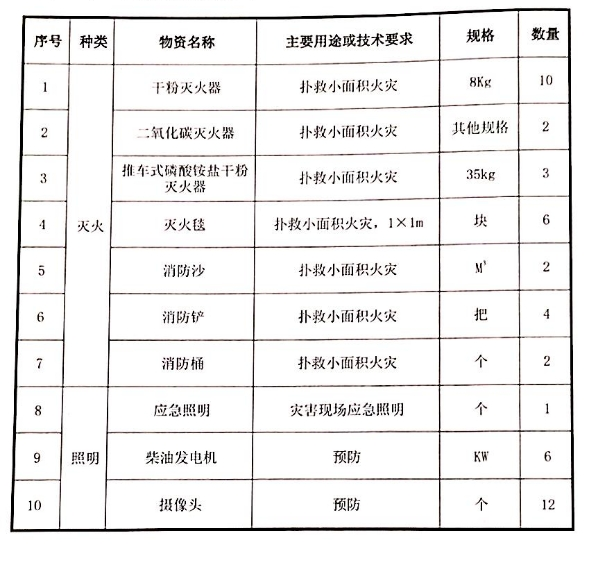 序号 种类 物资名称 主要用途或技术要求 规格 数量
1 干粉灭火器 扑救小面积火灾 8Kg 10
2 二氧化碳灭火器 扑救小面积火灾 其他规格 2
推车式磷酸铵盐干粉
3 灭火器 扑救小面积火灾 35kg 3
4 灭火 灭火毯 扑救小面积火灾，1×1m 块 6
5 消防沙 扑救小面积火灾 M³ 2
6 消防铲 扑救小面积火灾 把 4
7 消防桶 扑救小面积火灾 个 2
8 应急照明 灾害现场应急照明 个 1
9 照明 柴油发电机 预防 KW 6
10 摄像头 预防 个 12